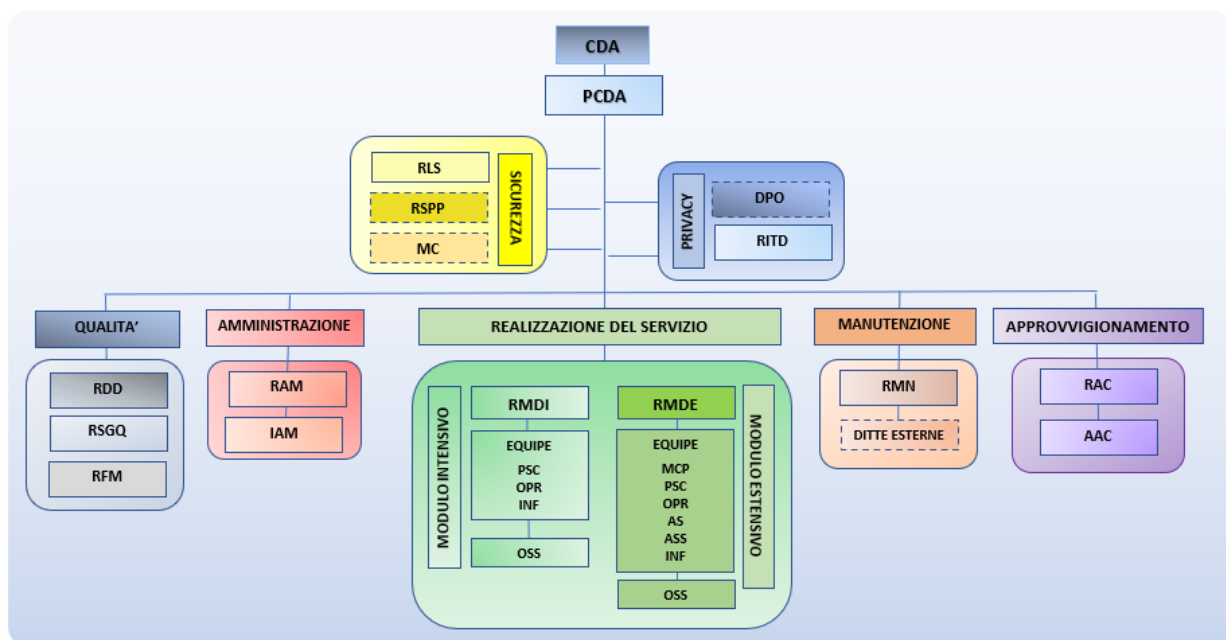 CDA
PCDA
RLS
RSPP
MC
SICUREZZA
PRIVACY
DPO
RITD
QUALITA'
AMMINISTRAZIONE
REALIZZAZIONE DEL SERVIZIO
MANUTENZIONE
APPROVVIGIONAMENTO
RDD
RSGQ
RFM
RAM
IAM
MODULO INTENSIVO
RMDI
EQUIPE
PSC
OPR
INF
OSS
RMDE
EQUIPE
MCP
PSC
OPR
AS
ASS
INF
OSS
MODULO ESTENSIVO
RMN
DITTE ESTERNE
RAC
AAC